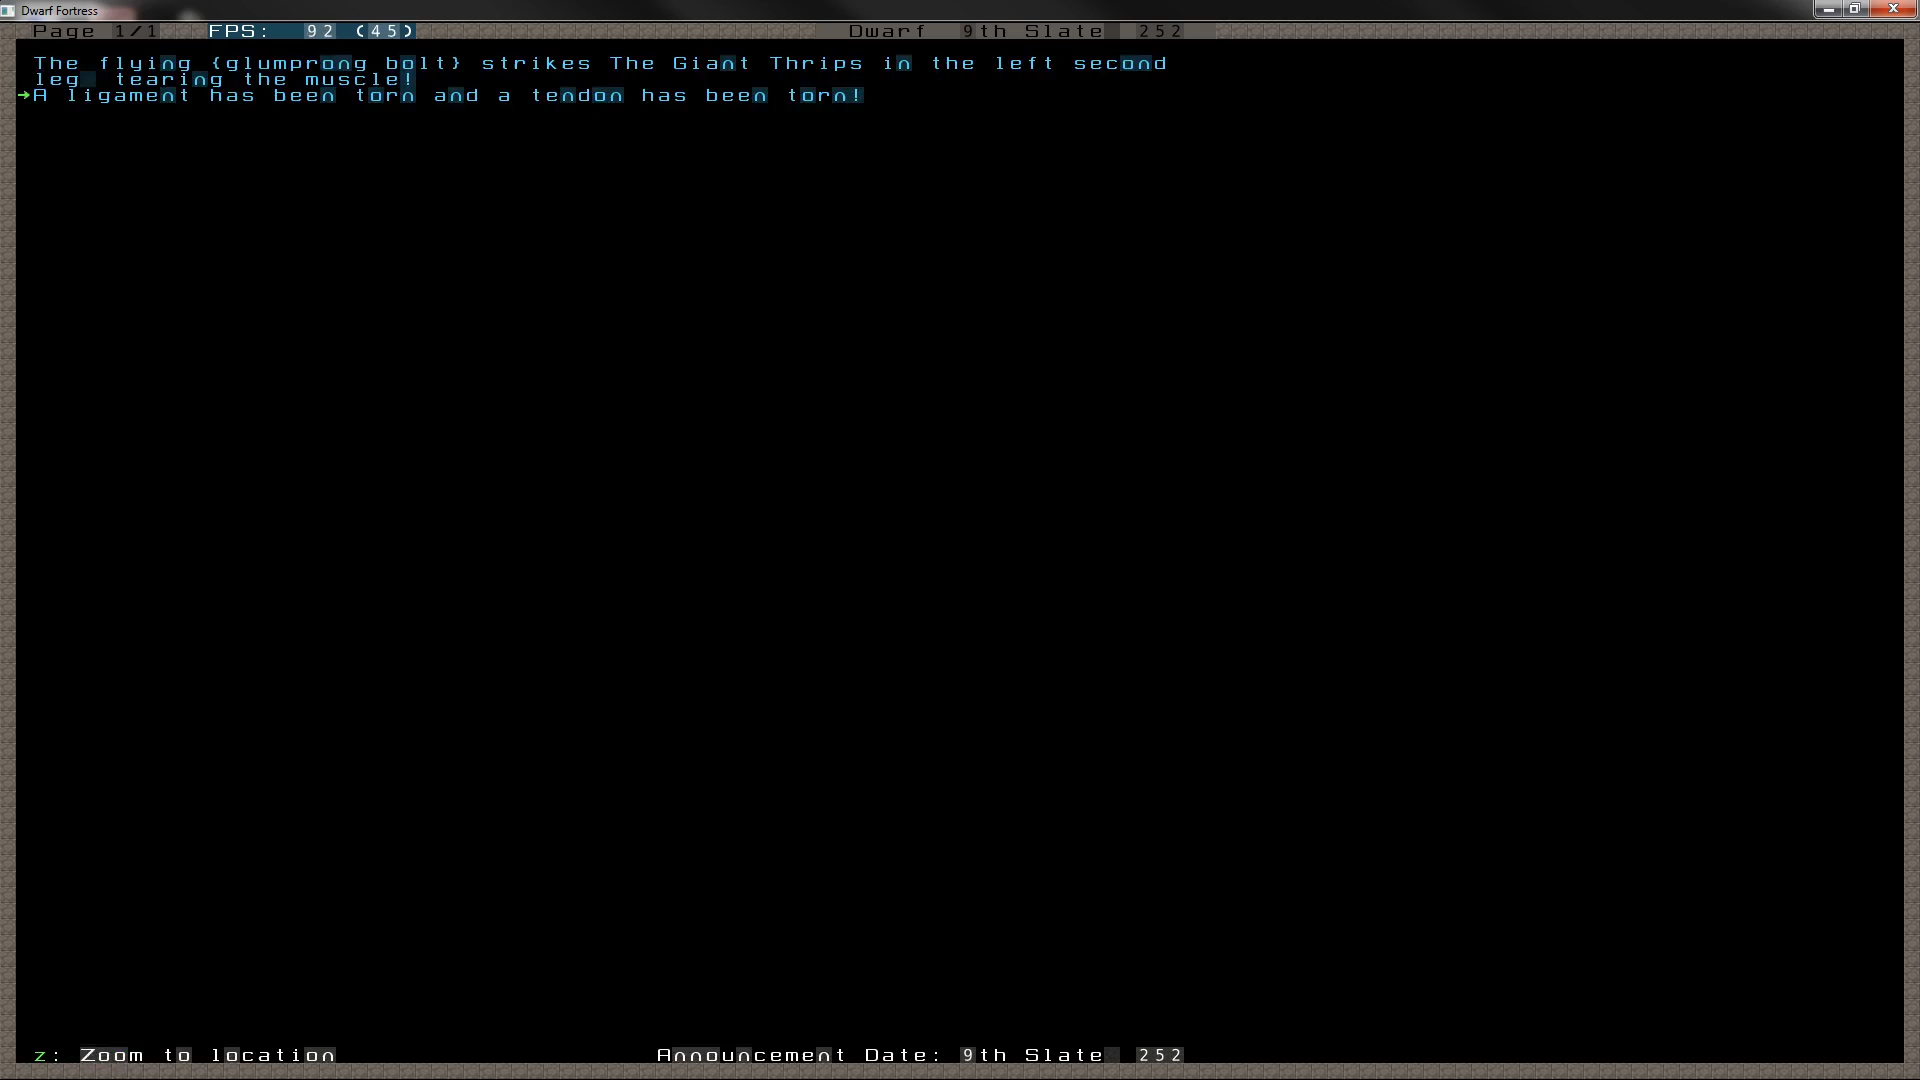 Dwarf Fortress
Page 1/1 FPS: 92 (45) Dwarf 9th Slate 252
The flying {glumprong bolt} strikes The Giant Thrips in the left second
leg tearing the muscle!
→A ligament has been torn and a tendon has been torn!
z: Zoom to location Announcement Date: 9th Slate 252